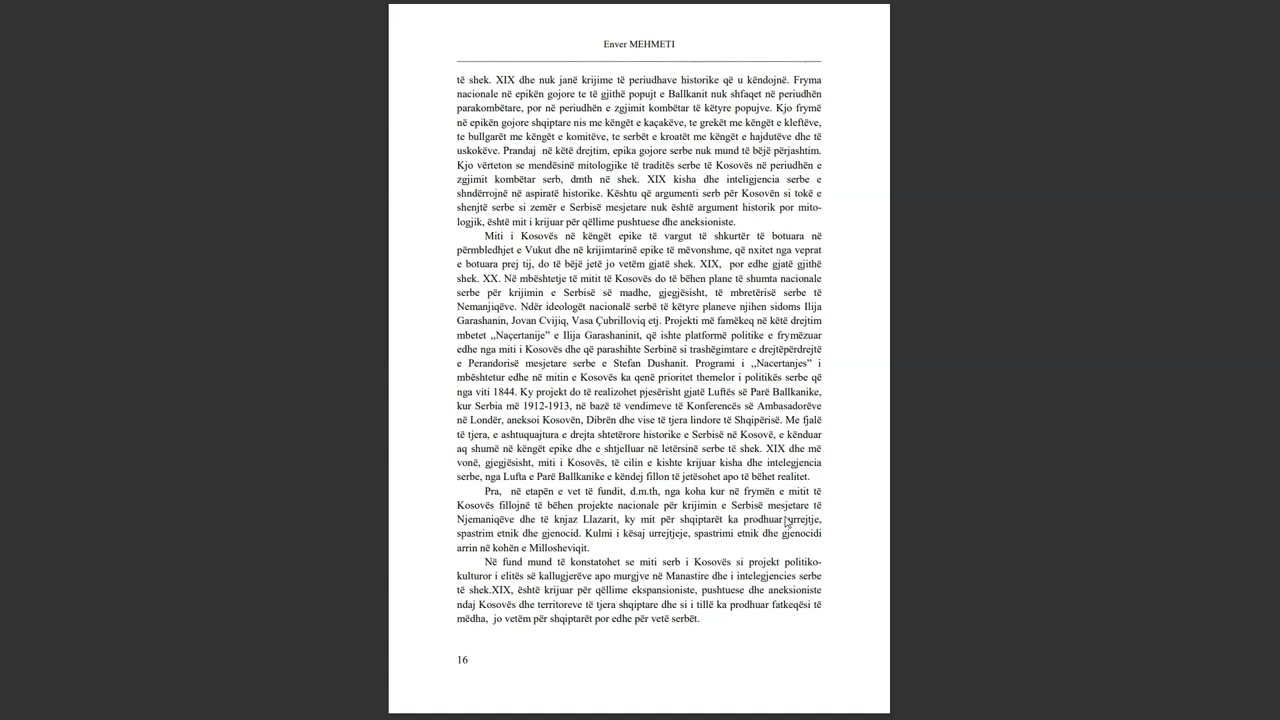 Enver MEHMETI
të shek. XIX dhe nuk janë krijime të periudhave historike që u këndojnë. Fryma
nacionale në epikën gojore te të gjithë popujt e Ballkanit nuk shfaqet në periudhën
parakombëtare, por në periudhën e zgjimit kombëtar të këtyre popujve. Kjo frymë
në epikën gojore shqiptare nis me këngët e kaçakëve, te grekët me këngët e kleftëve,
te bullgarët me këngët e komitëve, te serbët e kroatët me këngët e hajdutëve dhe të
uskokëve. Prandaj  në këtë drejtim, epika gojore serbe nuk mund të bëjë përjashtim.
Kjo vërteton se mendësinë mitologjike të traditës serbe të Kosovës në periudhën e
zgjimit kombëtar serb, dmth në shek. XIX kisha dhe inteligjencia serbe e
shndërrojnë në aspiratë historike. Kështu që argumenti serb për Kosovën si tokë e
shenjtë serbe si zemër e Serbisë mesjetare nuk është argument historik por mito-
logjik, është mit i krijuar për qëllime pushtuese dhe aneksioniste.
Miti i Kosovës në këngët epike të vargut të shkurtër të botuara në
përmbledhjet e Vukut dhe në krijimtarinë epike të mëvonshme, që nxitet nga veprat
e botuara prej tij, do të bëjë jetë jo vetëm gjatë shek. XIX,  por edhe gjatë gjithë
shek. XX. Në mbështetje të mitit të Kosovës do të bëhen plane të shumta nacionale
serbe për krijimin e Serbisë së madhe, gjegjësisht, të mbretërisë serbe të
Nemanjiqëve. Ndër ideologët nacionalë serbë të këtyre planeve njihen sidoms Ilija
Garashanin, Jovan Cvijiq, Vasa Çubrilloviq etj. Projekti më famëkeq në këtë drejtim
mbetet ,,Naçertanije” e Ilija Garashaninit, që ishte platformë politike e frymëzuar
edhe nga miti i Kosovës dhe që parashihte Serbinë si trashëgimtare e drejtëpërdrejtë
e Perandorisë mesjetare serbe e Stefan Dushanit. Programi i ,,Nacertanjes” i
mbështetur edhe në mitin e Kosovës ka qenë prioritet themelor i politikës serbe që
nga viti 1844. Ky projekt do të realizohet pjesërisht gjatë Luftës së Parë Ballkanike,
kur Serbia më 1912-1913, në bazë të vendimeve të Konferencës së Ambasadorëve
në Londër, aneksoi Kosovën, Dibrën dhe vise të tjera lindore të Shqipërisë. Me fjalë
të tjera, e ashtuquajtura e drejta shtetërore historike e Serbisë në Kosovë, e kënduar
aq shumë në këngët epike dhe e shtjelluar në letërsinë serbe të shek. XIX dhe më
vonë, gjegjësisht, miti i Kosovës, të cilin e kishte krijuar kisha dhe intelegjencia
serbe, nga Lufta e Parë Ballkanike e këndej fillon të jetësohet apo të bëhet realitet.
Pra,  në etapën e vet të fundit, d.m.th, nga koha kur në frymën e mitit të
Kosovës fillojnë të bëhen projekte nacionale për krijimin e Serbisë mesjetare të
Njemaniqëve dhe të knjaz Llazarit, ky mit për shqiptarët ka prodhuar urrejtje,
spastrim etnik dhe gjenocid. Kulmi i kësaj urrejtjeje, spastrimi etnik dhe gjenocidi
arrin në kohën e Millosheviqit.
Në fund mund të konstatohet se miti serb i Kosovës si projekt politiko-
kulturor i elitës së kallugjerëve apo murgjve në Manastire dhe i intelegjencies serbe
të shek.XIX, është krijuar për qëllime ekspansioniste, pushtuese dhe aneksioniste
ndaj Kosovës dhe territoreve të tjera shqiptare dhe si i tillë ka prodhuar fatkeqësi të
mëdha,  jo vetëm për shqiptarët por edhe për vetë serbët.
16